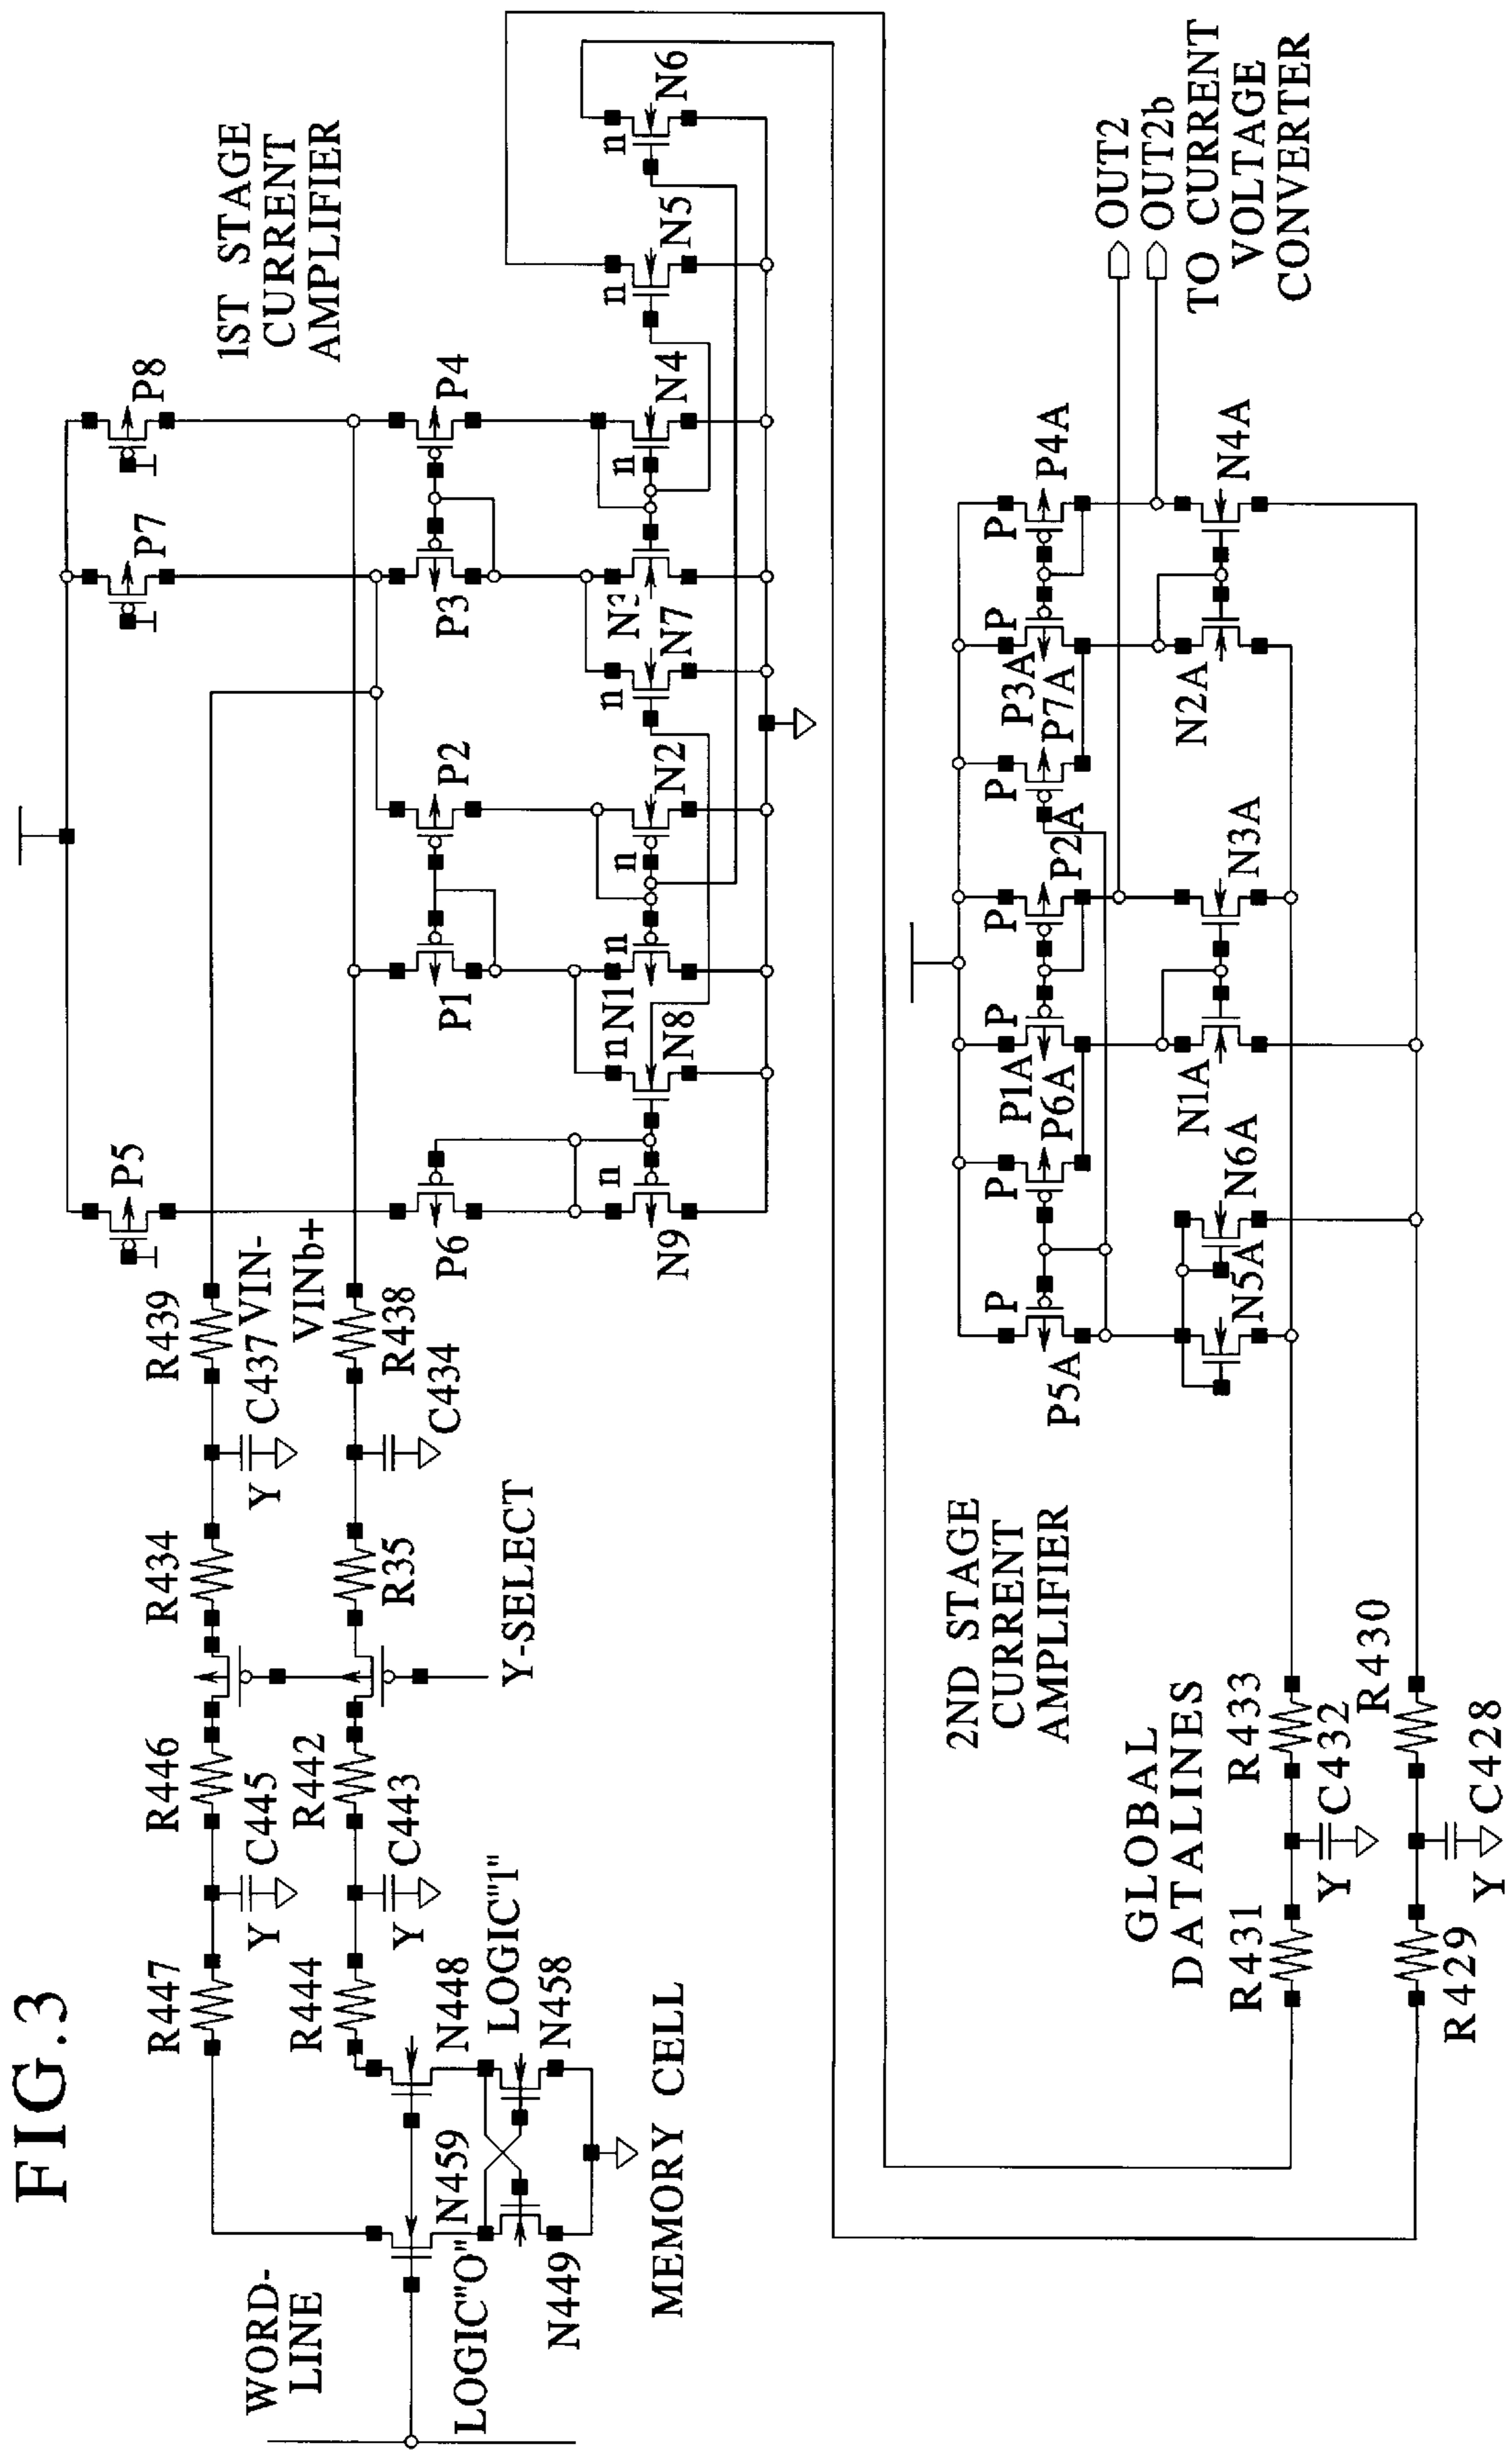 FIG.3
WORD-
LINE
R447
R446
R434
R439
C445
C437
VIN-
Y
Y
R444
R442
R35
R438
VINb+
C443
C434
Y
Y-SELECT
N459
N448
LOGIC"O"
LOGIC"1"
N449
N458
MEMORY CELL
P5
P7
P8
1ST STAGE
CURRENT
AMPLIFIER
P6
P1
P2
P3
P4
N9
n
N8
n
N1
n
N2
n
N7
n
N4
n
N5
n
N6
n
2ND STAGE
CURRENT
AMPLIFIER
P5A
P
P6A
P
P1A
P
P2A
P
P7A
P
P3A
P
P4A
P
N5A
N6A
N1A
N3A
N2A
N4A
OUT2
OUT2b
TO CURRENT
VOLTAGE
CONVERTER
GLOBAL
DATALINES
R431
R433
Y
C432
R429
R430
Y
C428